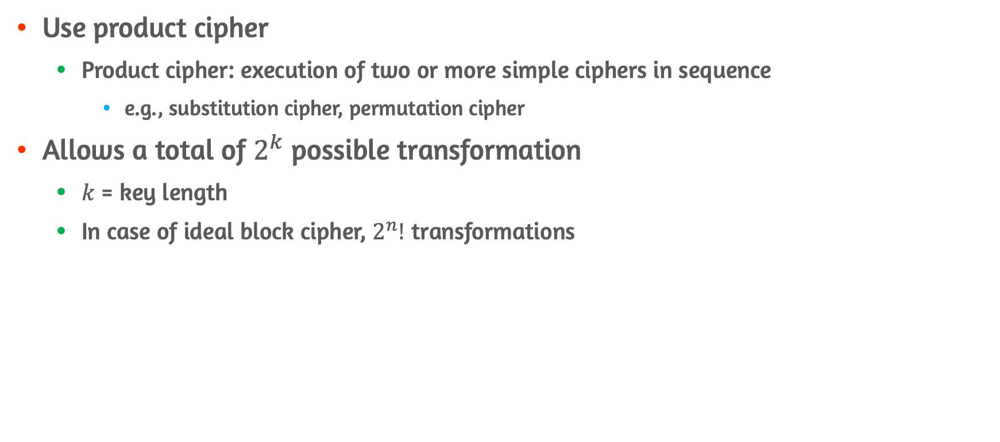 • Use product cipher
• Product cipher: execution of two or more simple ciphers in sequence
• e.g., substitution cipher, permutation cipher
• Allows a total of 2^k possible transformation
• k = key length
• In case of ideal block cipher, 2^n! transformations